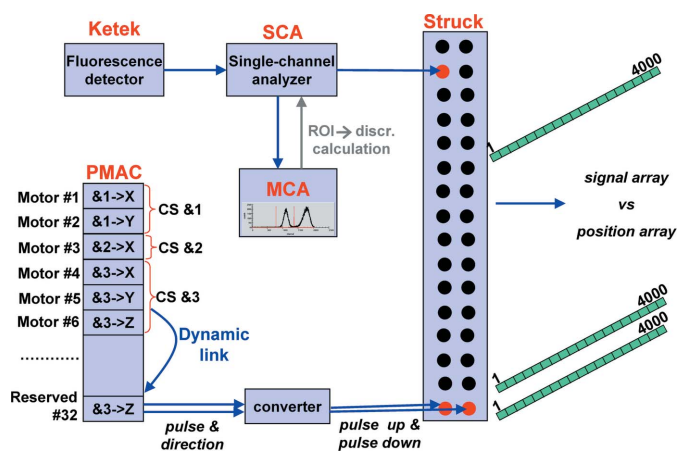 Ketek
SCA
Struck
Fluorescence
detector
Single-channel
analyzer
4000
1
ROI→discr.
calculation
MCA
PMAC
Motor #1
&1->X
Motor #2
&1->Y
CS &1
Motor #3
&2->X
CS &2
Motor #4
&3->X
Motor #5
&3->Y
CS &3
Motor #6
&3->Z
signal array
vs
position array
Dynamic
link
............
Reserved
#32
&3->Z
converter
pulse &
direction
pulse up &
pulse down
4000
1
4000
1